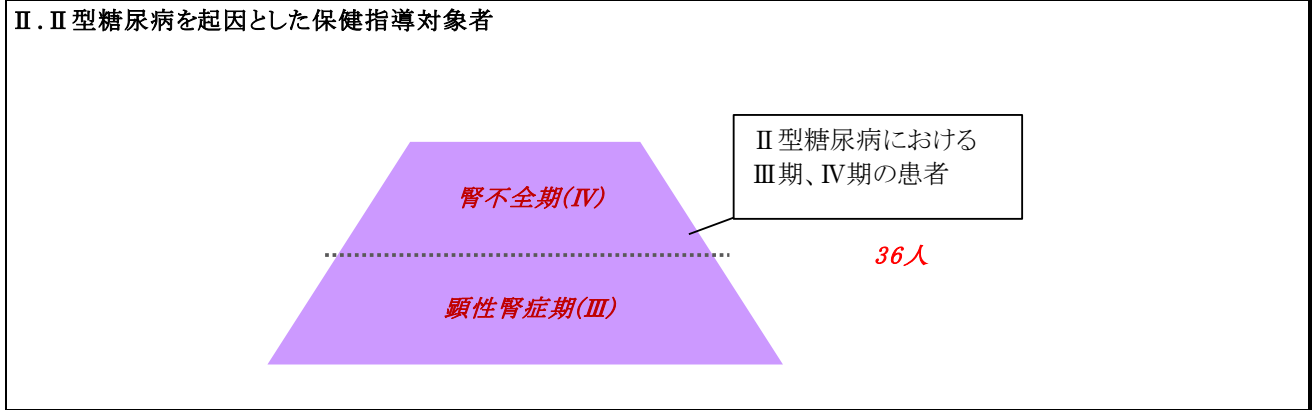 Ⅱ.Ⅱ型糖尿病を起因とした保健指導対象者
Ⅱ型糖尿病における
Ⅲ期、Ⅳ期の患者
腎不全期(Ⅳ)
36人
顕性腎症期(Ⅲ)